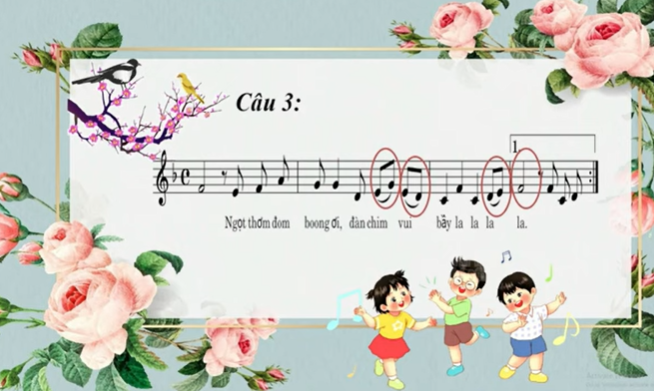 Câu 3:
1
Ngọt thơm đom boong ơi, đàn chim vui bầy la la la la.